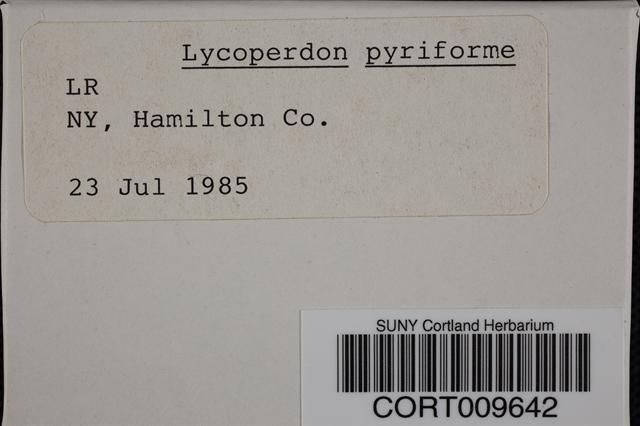 Lycoperdon pyriforme
LR
NY, Hamilton Co.
23 Jul 1985
SUNY Cortland Herbarium
CORT009642